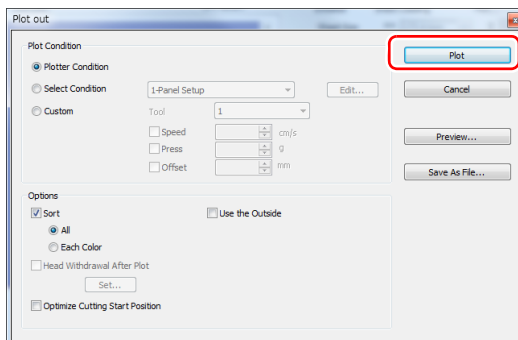 Plot out
Plot Condition
Plotter Condition
Select Condition
1-Panel Setup
Edit...
Custom
Tool
1
Speed
cm/s
Press
g
Offset
mm
Options
Sort
Use the Outside
All
Each Color
Head Withdrawal After Plot
Set...
Optimize Cutting Start Position
Plot
Cancel
Preview...
Save As File...